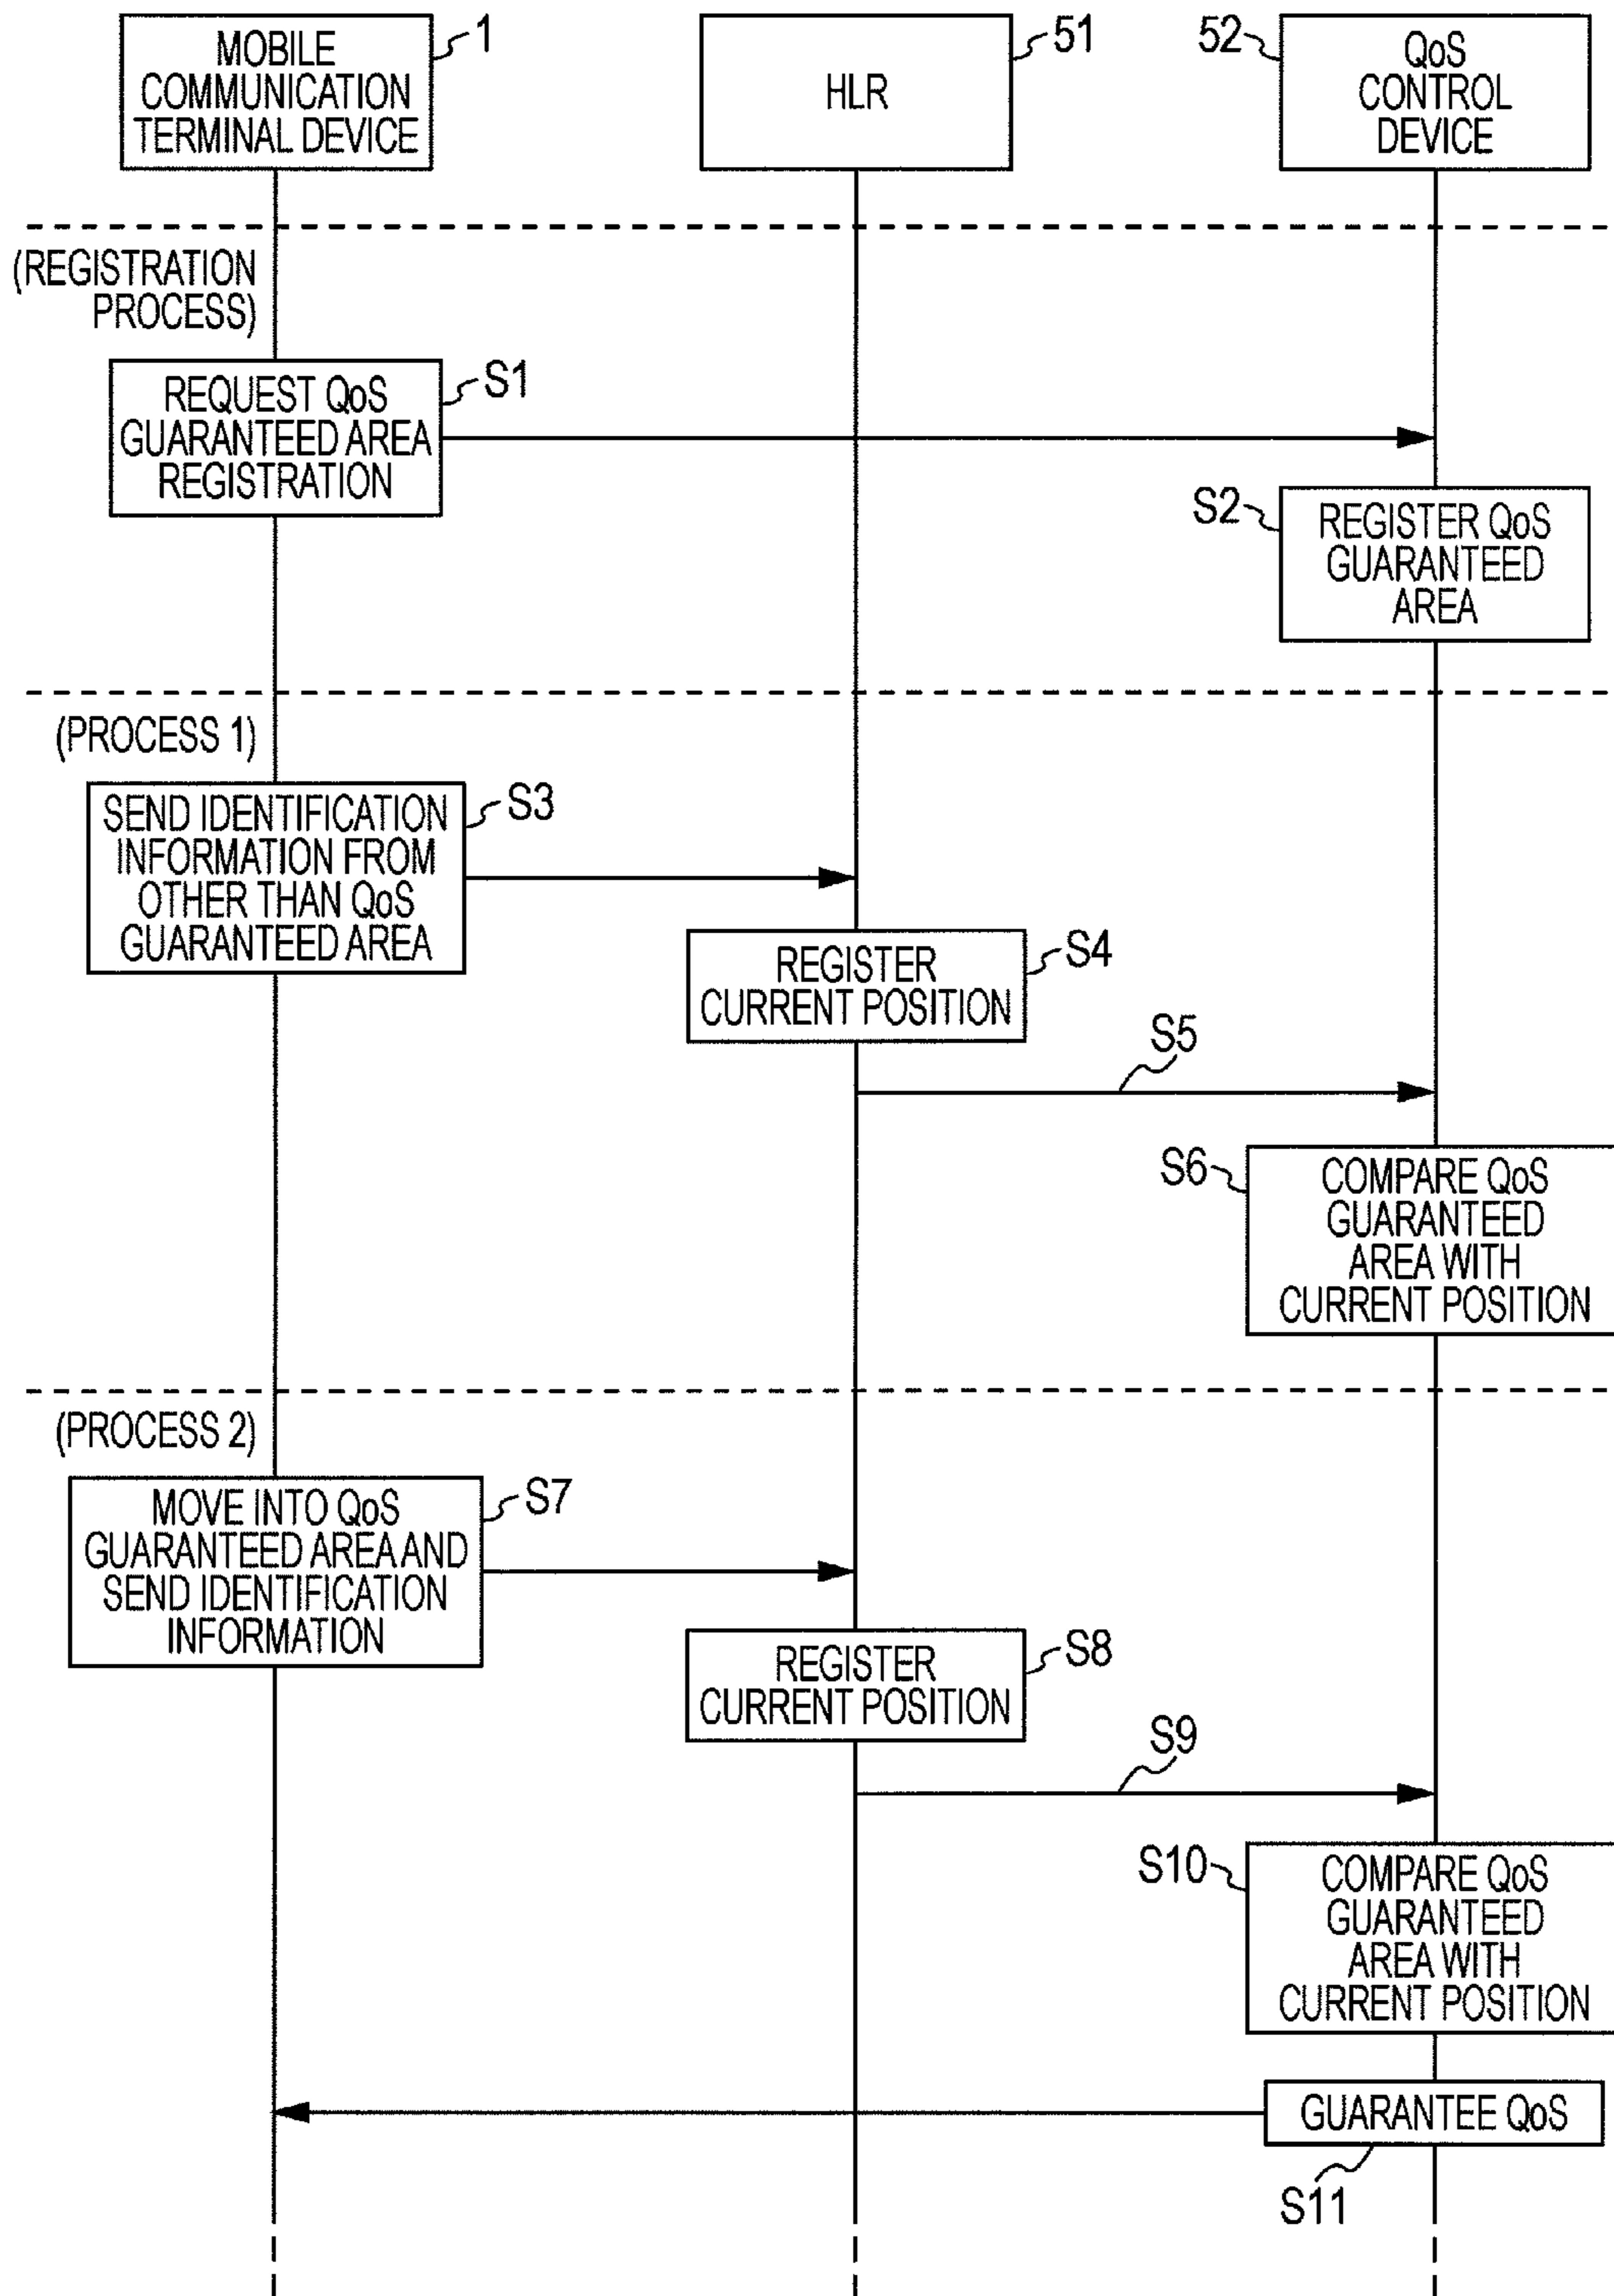 MOBILE
COMMUNICATION
TERMINAL DEVICE
1
HLR
51
52
QoS
CONTROL
DEVICE
(REGISTRATION
PROCESS)
REQUEST QoS
GUARANTEED AREA
REGISTRATION
S1
S2
REGISTER QoS
GUARANTEED
AREA
(PROCESS 1)
SEND IDENTIFICATION
INFORMATION FROM
OTHER THAN QoS
GUARANTEED AREA
S3
REGISTER
CURRENT POSITION
S4
S5
S6
COMPARE QoS
GUARANTEED
AREA WITH
CURRENT POSITION
(PROCESS 2)
MOVE INTO QoS
GUARANTEED AREA AND
SEND IDENTIFICATION
INFORMATION
S7
REGISTER
CURRENT POSITION
S8
S9
S10
COMPARE QoS
GUARANTEED
AREA WITH
CURRENT POSITION
GUARANTEE QoS
S11